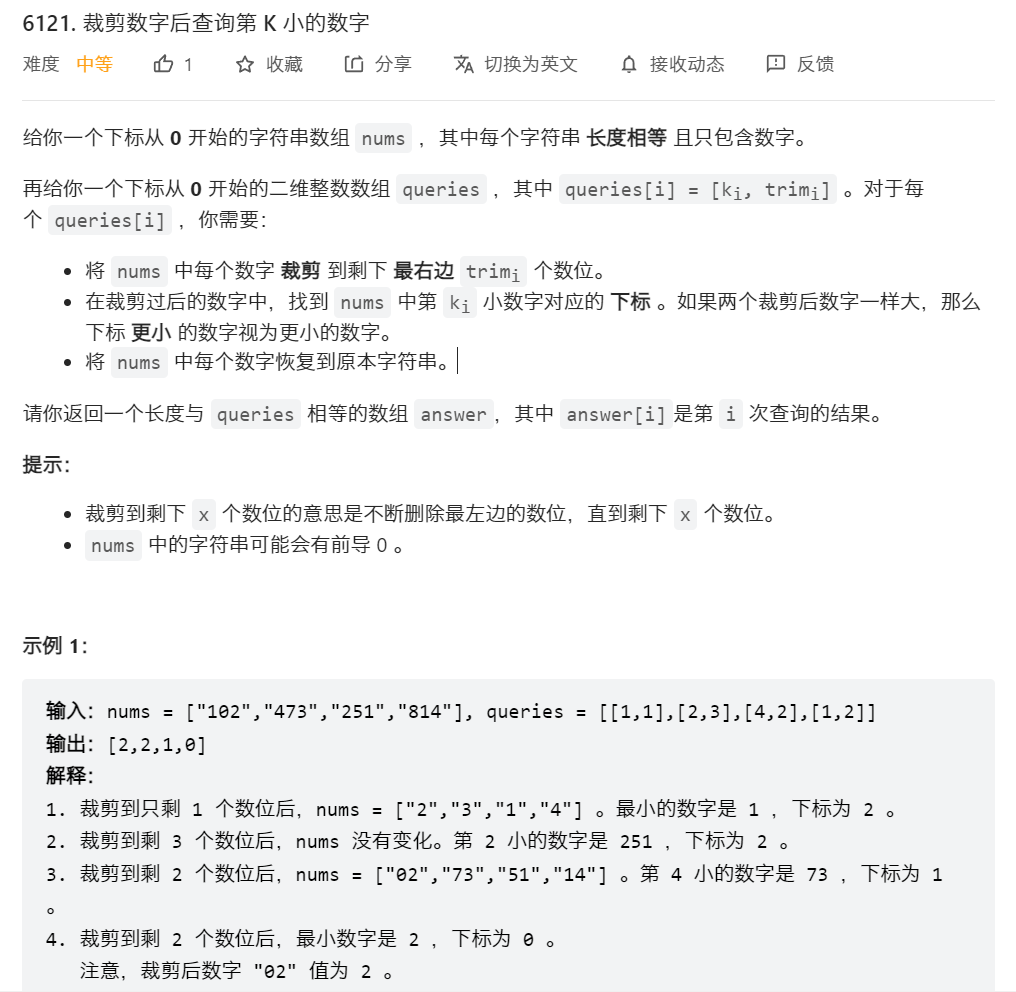 6121. 裁剪数字后查询第 K 小的数字
难度 中等 1 收藏 分享 切换为英文 接收动态 反馈
给你一个下标从 0 开始的字符串数组 nums ，其中每个字符串 长度相等 且只包含数字。
再给你一个下标从 0 开始的二维整数数组 queries ，其中 queries[i] = [ki, trimi] 。对于每
个 queries[i] ，你需要：
• 将 nums 中每个数字 裁剪 到剩下 最右边 trimi 个数位。
• 在裁剪过后的数字中，找到 nums 中第 ki 小数字对应的 下标 。如果两个裁剪后数字一样大，那么
下标 更小 的数字视为更小的数字。
• 将 nums 中每个数字恢复到原本字符串。
请你返回一个长度与 queries 相等的数组 answer，其中 answer[i]是第 i 次查询的结果。
提示：
• 裁剪到剩下 x 个数位的意思是不断删除最左边的数位，直到剩下 x 个数位。
• nums 中的字符串可能会有前导 0 。
示例 1：
输入：nums = ["102","473","251","814"], queries = [[1,1],[2,3],[4,2],[1,2]]
输出：[2,2,1,0]
解释：
1. 裁剪到只剩 1 个数位后，nums = ["2","3","1","4"] 。最小的数字是 1 ，下标为 2 。
2. 裁剪到剩 3 个数位后，nums 没有变化。第 2 小的数字是 251 ，下标为 2 。
3. 裁剪到剩 2 个数位后，nums = ["02","73","51","14"] 。第 4 小的数字是 73 ，下标为 1
。
4. 裁剪到剩 2 个数位后，最小数字是 2 ，下标为 0 。
注意，裁剪后数字 "02" 值为 2 。